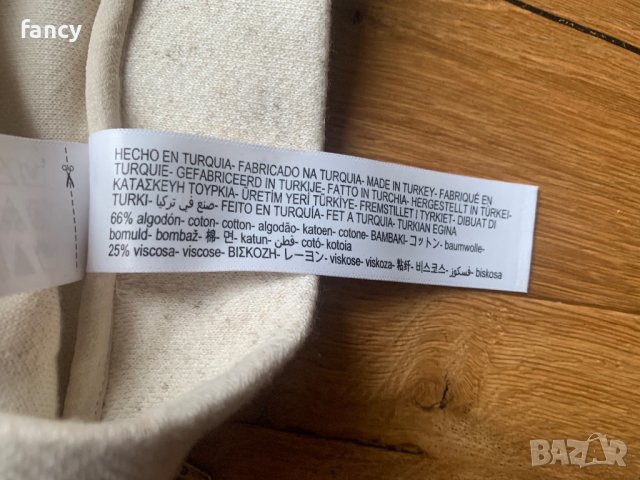 fancy
HECHO EN TURQUIA- FABRICADO NA TURQUIA- MADE IN TURKEY- FABRIQUÉ EN
TURQUIE- GEFABRICEERD IN TURKIJE- FATTO IN TURCHIA- HERGESTELLT IN TÜRKEI-
ΚΑΤΑΣΚΕΥΗ ΤΟΥΡΚΙΑ- ÜRETİM YERİ TÜRKİYE- FREMSTILLET I TYRKIET- DIBUAT DI
TURKI- صنع في تركيا- FEITO EN TURQUÍA- FET A TURQUIA- TURKIAN EGINA
66% algodón- coton- cotton- algodão- katoen- cotone- ΒΑΜΒΑΚΙ- コットン- baumwolle-
bomuld- bombaž- 棉- 면- katun- قطن- cotó- kotoia
25% viscosa- viscose- ΒΙΣΚΟΖΗ- レーヨン- viskose- viskoza- 粘纤- 비스코스- فسكوز- biskosa
BAZAR